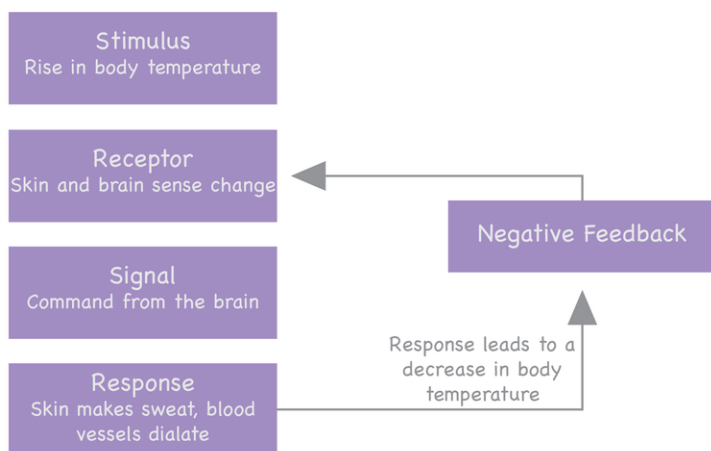 Stimulus
Rise in body temperature
Receptor
Skin and brain sense change
Negative Feedback
Signal
Command from the brain
Response leads to a
decrease in body
temperature
Response
Skin makes sweat, blood
vessels dialate